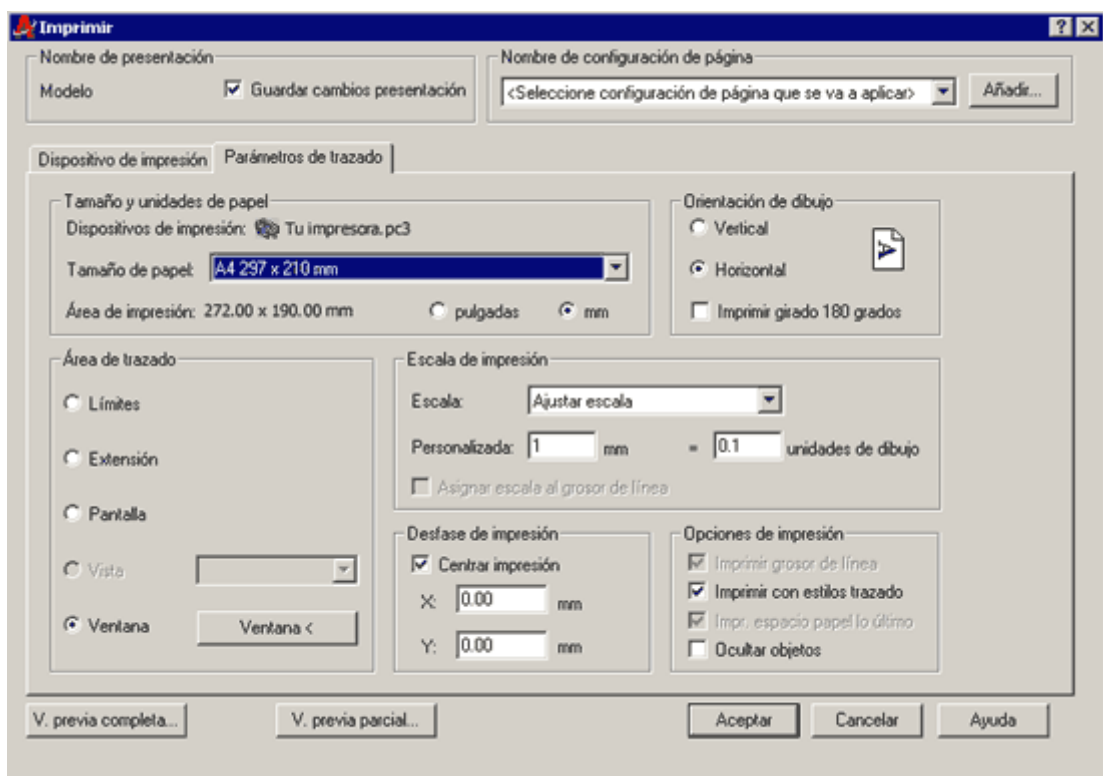 Imprimir
Nombre de presentación
Modelo
Guardar cambios presentación
Nombre de configuración de página
<Seleccione configuración de página que se va a aplicar>
Añadir...
Dispositivo de impresión
Parámetros de trazado
Tamaño y unidades de papel
Dispositivos de impresión: Tu impresora.pc3
Tamaño de papel: A4 297 x 210 mm
Área de impresión: 272.00 x 190.00 mm pulgadas mm
Orientación de dibujo
Vertical
Horizontal
Imprimir girado 180 grados
A
Área de trazado
Límites
Extensión
Pantalla
Vista
Ventana
Ventana <
Escala de impresión
Escala: Ajustar escala
Personalizada: 1 mm = 0.1 unidades de dibujo
Asignar escala al grosor de línea
Desfase de impresión
Centrar impresión
X: 0.00 mm
Y: 0.00 mm
Opciones de impresión
Imprimir grosor de línea
Imprimir con estilos trazado
Impr. espacio papel lo último
Ocultar objetos
V. previa completa...
V. previa parcial...
Aceptar
Cancelar
Ayuda